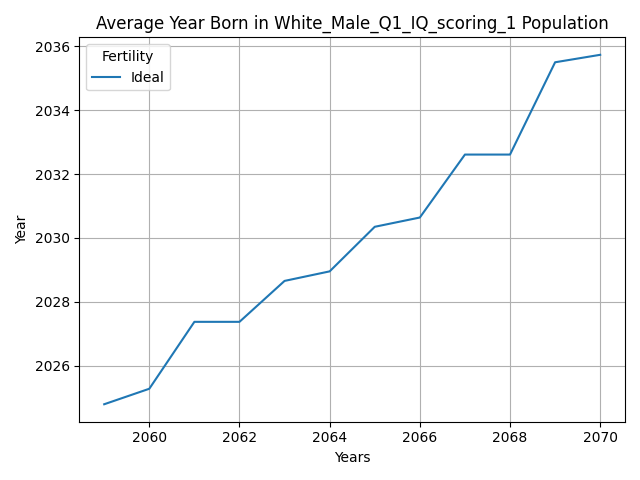 Average Year Born in White_Male_Q1_IQ_scoring_1 Population
2036
2034
2032
2030
2028
2026
Year
Fertility
Ideal
2060 2062 2064 2066 2068 2070
Years